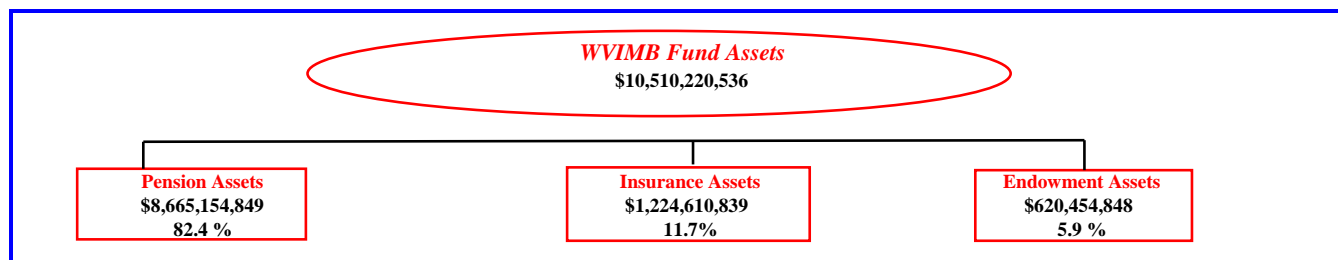 WVIMB Fund Assets
$10,510,220,536
Pension Assets
$8,665,154,849
82.4 %
Insurance Assets
$1,224,610,839
11.7%
Endowment Assets
$620,454,848
5.9 %